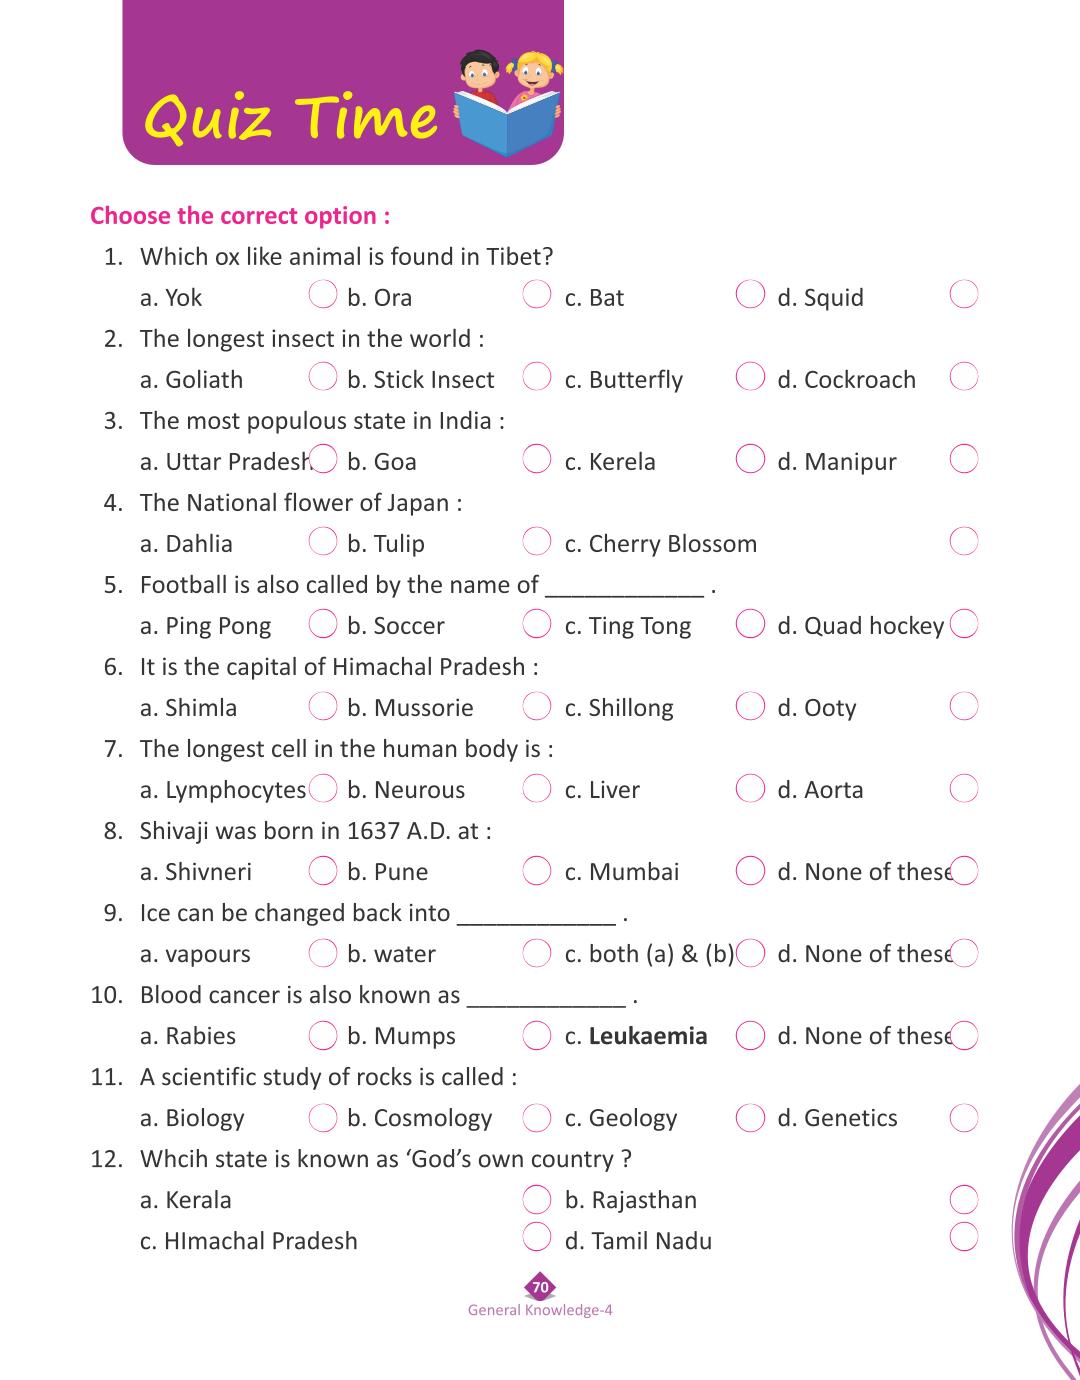 Quiz Time
Choose the correct option :
1. Which ox like animal is found in Tibet?
a. Yok b. Ora c. Bat d. Squid
2. The longest insect in the world :
a. Goliath b. Stick Insect c. Butterfly d. Cockroach
3. The most populous state in India :
a. Uttar Pradesh b. Goa c. Kerela d. Manipur
4. The National flower of Japan :
a. Dahlia b. Tulip c. Cherry Blossom
5. Football is also called by the name of ____________ .
a. Ping Pong b. Soccer c. Ting Tong d. Quad hockey
6. It is the capital of Himachal Pradesh :
a. Shimla b. Mussorie c. Shillong d. Ooty
7. The longest cell in the human body is :
a. Lymphocytes b. Neurous c. Liver d. Aorta
8. Shivaji was born in 1637 A.D. at :
a. Shivneri b. Pune c. Mumbai d. None of these
9. Ice can be changed back into ____________ .
a. vapours b. water c. both (a) & (b) d. None of these
10. Blood cancer is also known as ____________ .
a. Rabies b. Mumps c. Leukaemia d. None of these
11. A scientific study of rocks is called :
a. Biology b. Cosmology c. Geology d. Genetics
12. Whcih state is known as ‘God’s own country ?
a. Kerala b. Rajasthan
c. HImachal Pradesh d. Tamil Nadu
70
General Knowledge-4